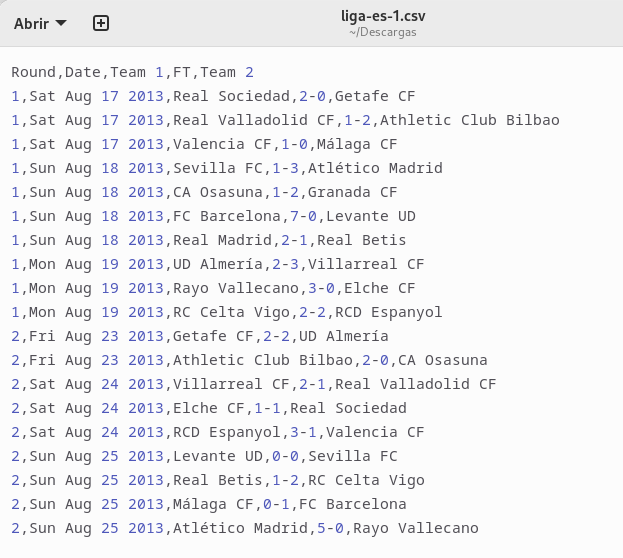 Abrir
liga-es-1.csv
~/Descargas
Round,Date,Team 1,FT,Team 2
1,Sat Aug 17 2013,Real Sociedad,2-0,Getafe CF
1,Sat Aug 17 2013,Real Valladolid CF,1-2,Athletic Club Bilbao
1,Sat Aug 17 2013,Valencia CF,1-0,Málaga CF
1,Sun Aug 18 2013,Sevilla FC,1-3,Atlético Madrid
1,Sun Aug 18 2013,CA Osasuna,1-2,Granada CF
1,Sun Aug 18 2013,FC Barcelona,7-0,Levante UD
1,Sun Aug 18 2013,Real Madrid,2-1,Real Betis
1,Mon Aug 19 2013,UD Almería,2-3,Villarreal CF
1,Mon Aug 19 2013,Rayo Vallecano,3-0,Elche CF
1,Mon Aug 19 2013,RC Celta Vigo,2-2,RCD Espanyol
2,Fri Aug 23 2013,Getafe CF,2-2,UD Almería
2,Fri Aug 23 2013,Athletic Club Bilbao,2-0,CA Osasuna
2,Sat Aug 24 2013,Villarreal CF,2-1,Real Valladolid CF
2,Sat Aug 24 2013,Elche CF,1-1,Real Sociedad
2,Sat Aug 24 2013,RCD Espanyol,3-1,Valencia CF
2,Sun Aug 25 2013,Levante UD,0-0,Sevilla FC
2,Sun Aug 25 2013,Real Betis,1-2,RC Celta Vigo
2,Sun Aug 25 2013,Málaga CF,0-1,FC Barcelona
2,Sun Aug 25 2013,Atlético Madrid,5-0,Rayo Vallecano